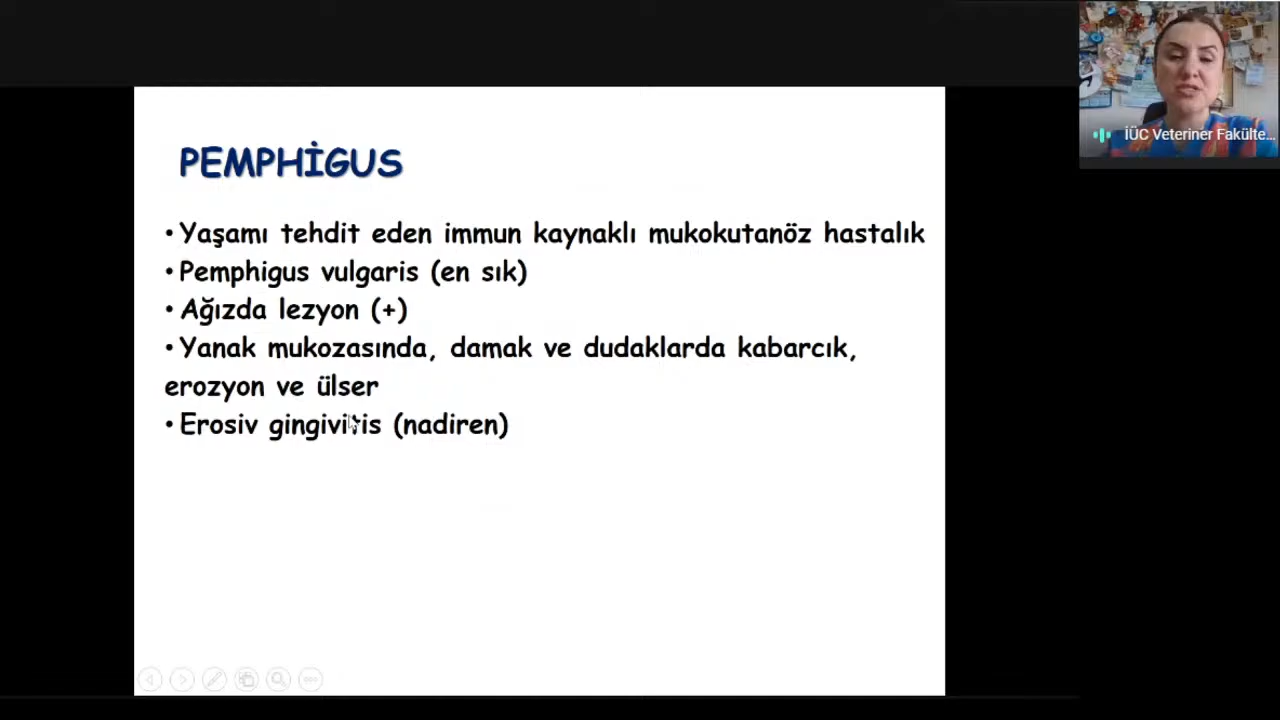 İÜC Veteriner Fakülte...
PEMPHİGUS
• Yaşamı tehdit eden immun kaynaklı mukokutanöz hastalık
• Pemphigus vulgaris (en sık)
• Ağızda lezyon (+)
• Yanak mukozasında, damak ve dudaklarda kabarcık,
erozyon ve ülser
• Erosiv gingivitis (nadiren)